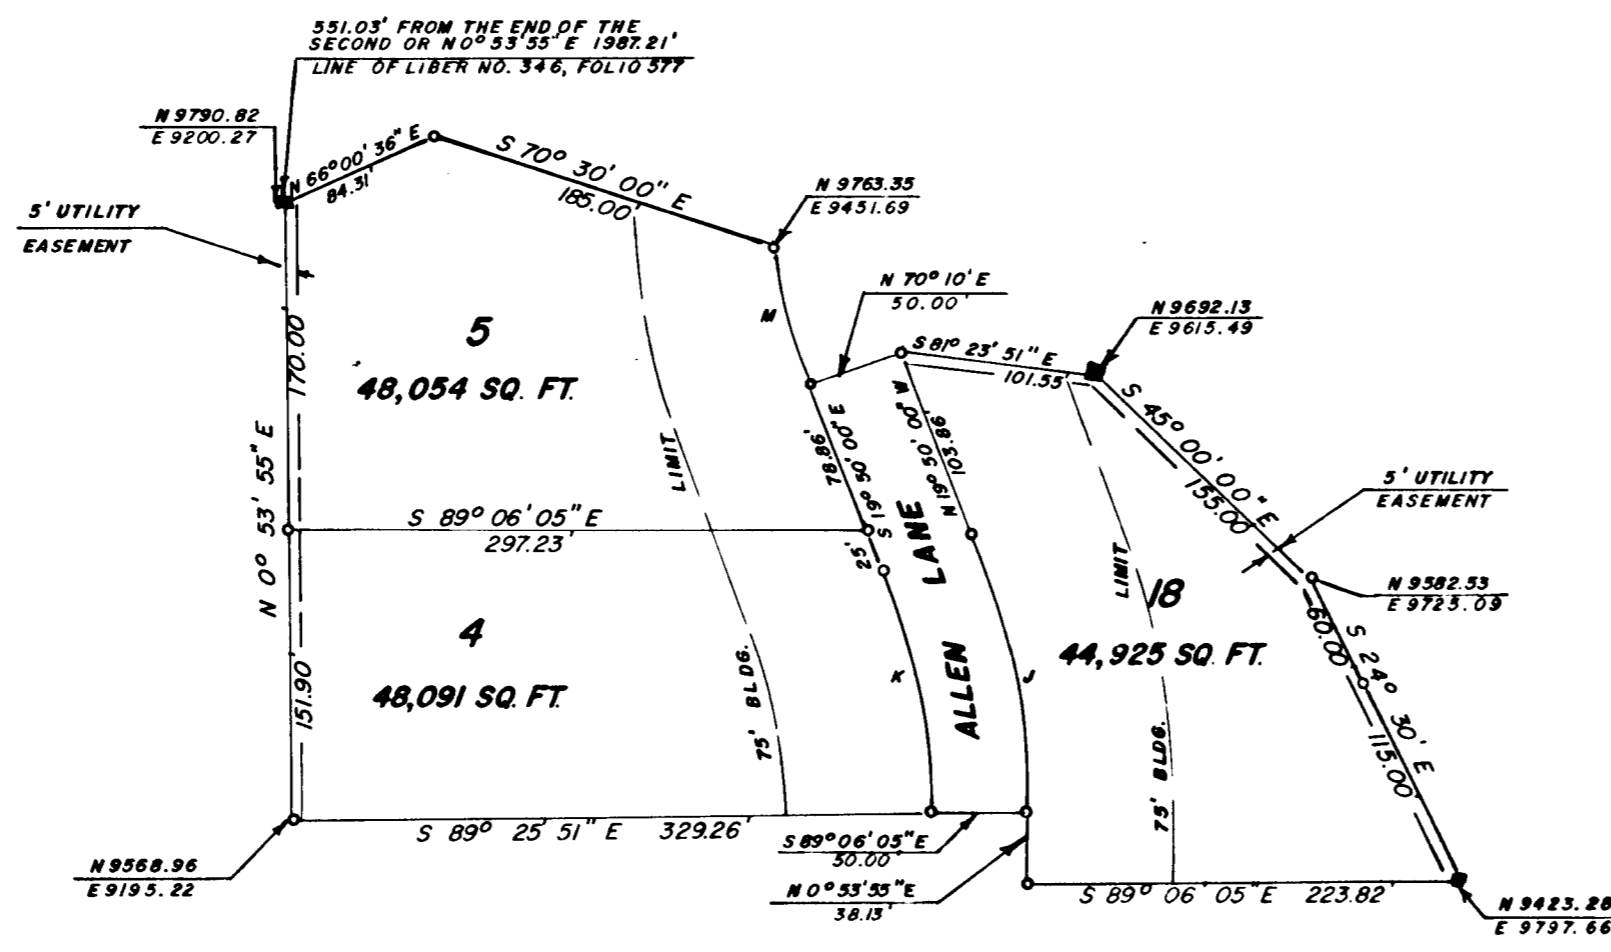 551.03' FROM THE END OF THE
SECOND OR N 0° 53' 55" E 1987.21'
LINE OF LIBER NO. 346, FOLIO 577
N 9790.82
E 9200.27
N 66° 00' 36" E
84.31'
S 70° 30' 00" E
185.00'
N 9763.35
E 9451.69
5' UTILITY
EASEMENT
N 70° 10' E
50.00'
N 9692.13
E 9615.49
M
S 81° 23' 51" E
101.55'
5
48,054 SQ. FT.
170.00'
N 0° 53' 55" E
LIMIT
78.86'
S 19° 50' 00" E
N 19° 50' 00" W
103.86'
S 45° 00' 00" E
155.00'
5' UTILITY
EASEMENT
S 89° 06' 05" E
297.23'
25'
ALLEN LANE
LIMIT
18
44,925 SQ. FT.
N 9582.53
E 9725.09
60.00'
S 24° 30' E
115.00'
4
48,091 SQ. FT.
151.90'
75' BLDG.
K
J
75' BLDG.
S 89° 25' 51" E 329.26'
S 89° 06' 05" E
50.00'
N 9568.96
E 9195.22
N 0° 53' 55" E
38.13'
S 89° 06' 05" E 223.82'
N 9423.28
E 9797.66